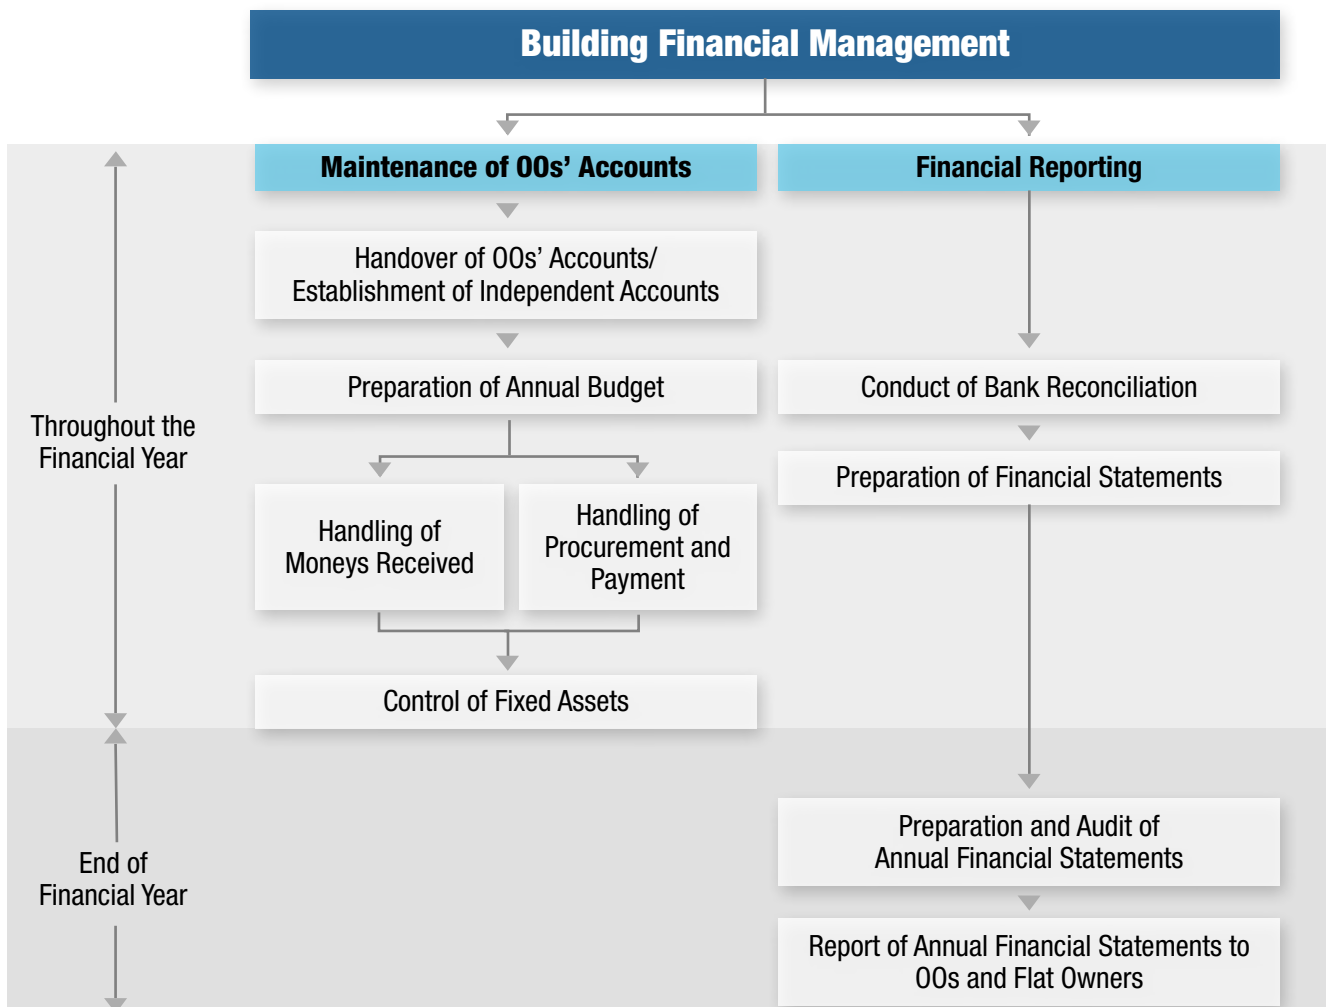 Building Financial Management
Maintenance of OOs’ Accounts
Financial Reporting
Handover of OOs’ Accounts/
Establishment of Independent Accounts
Preparation of Annual Budget
Conduct of Bank Reconciliation
Throughout the
Financial Year
Preparation of Financial Statements
Handling of
Moneys Received
Handling of
Procurement and
Payment
Control of Fixed Assets
Preparation and Audit of
Annual Financial Statements
End of
Financial Year
Report of Annual Financial Statements to
OOs and Flat Owners